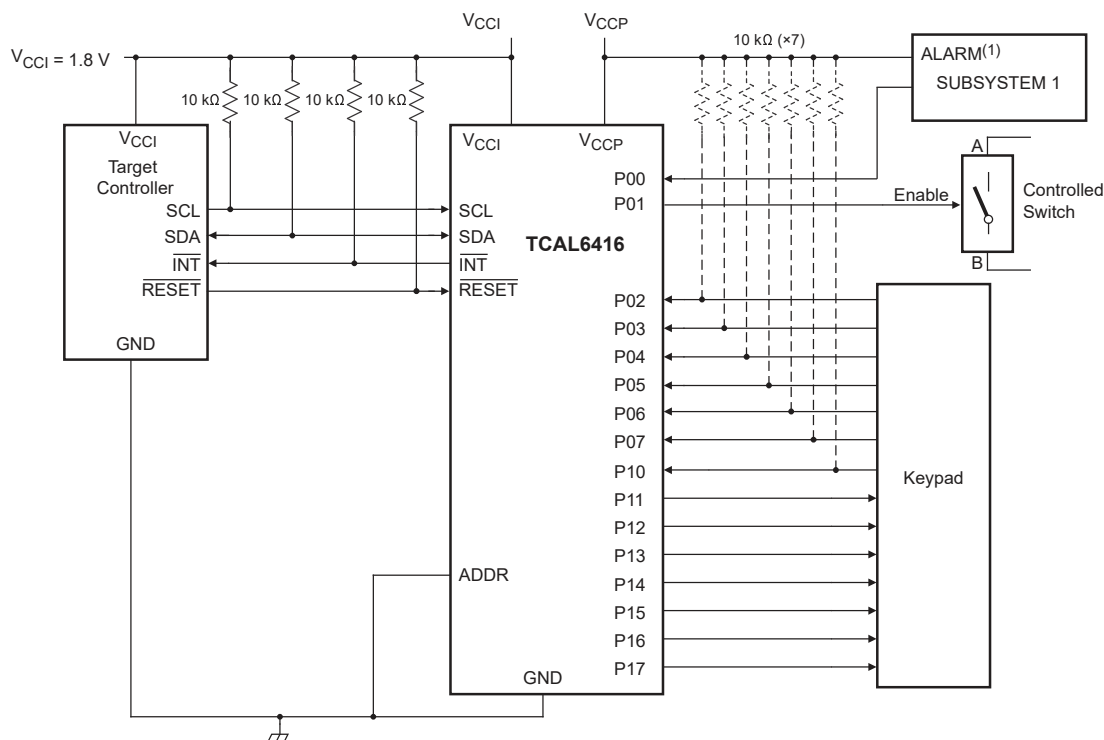 VCCI
VCCP
VCCI = 1.8 V
10 kΩ (×7)
ALARM(1)
SUBSYSTEM 1
10 kΩ
10 kΩ
10 kΩ
10 kΩ
VCCI
Target
Controller
SCL
SDA
INT
RESET
GND
VCCI
VCCP
SCL
SDA
INT
RESET
TCAL6416
ADDR
GND
P00
P01
P02
P03
P04
P05
P06
P07
P10
P11
P12
P13
P14
P15
P16
P17
Enable
A
B
Controlled
Switch
Keypad